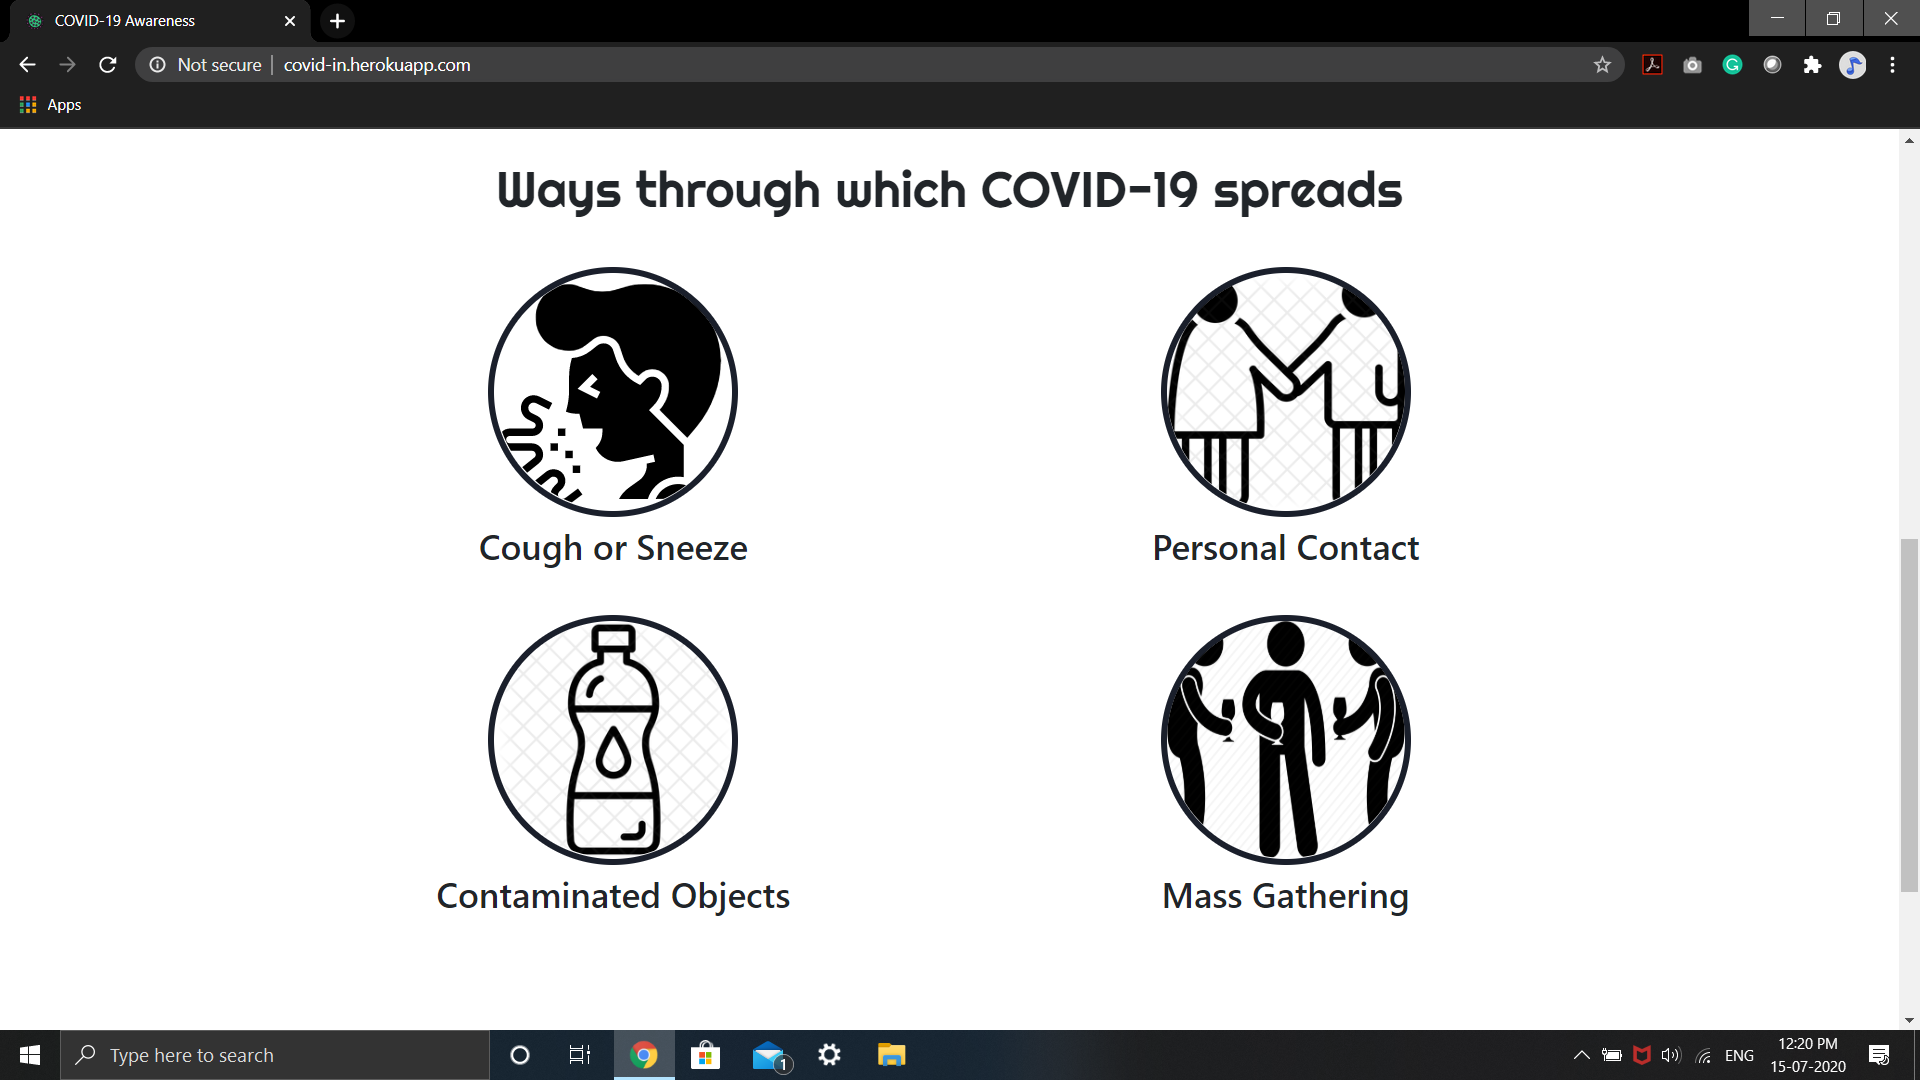 COVID-19 Awareness
Not secure
covid-in.herokuapp.com
Apps
Ways through which COVID-19 spreads
Cough or Sneeze
Personal Contact
Contaminated Objects
Mass Gathering
Type here to search
1
ENG
12:20 PM
15-07-2020